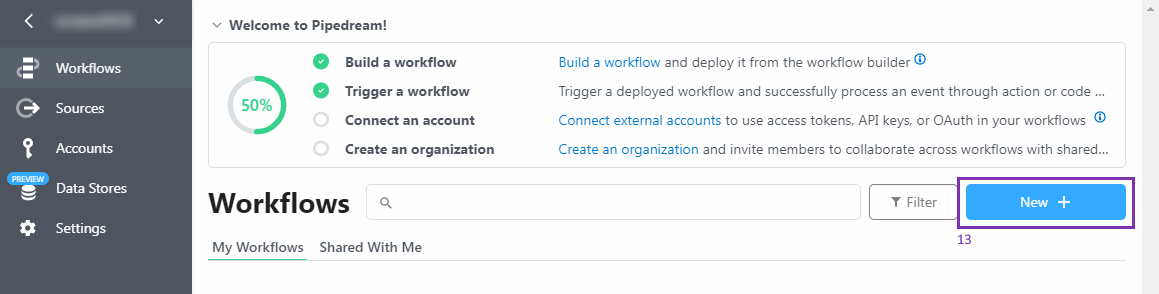 Welcome to Pipedream!
Workflows
Sources
Accounts
PREVIEW
Data Stores
Settings
50%
Build a workflow Build a workflow and deploy it from the workflow builder
Trigger a workflow Trigger a deployed workflow and successfully process an event through action or code ...
Connect an account Connect external accounts to use access tokens, API keys, or OAuth in your workflows
Create an organization Create an organization and invite members to collaborate across workflows with shared...
Workflows Filter New +
13
My Workflows Shared With Me